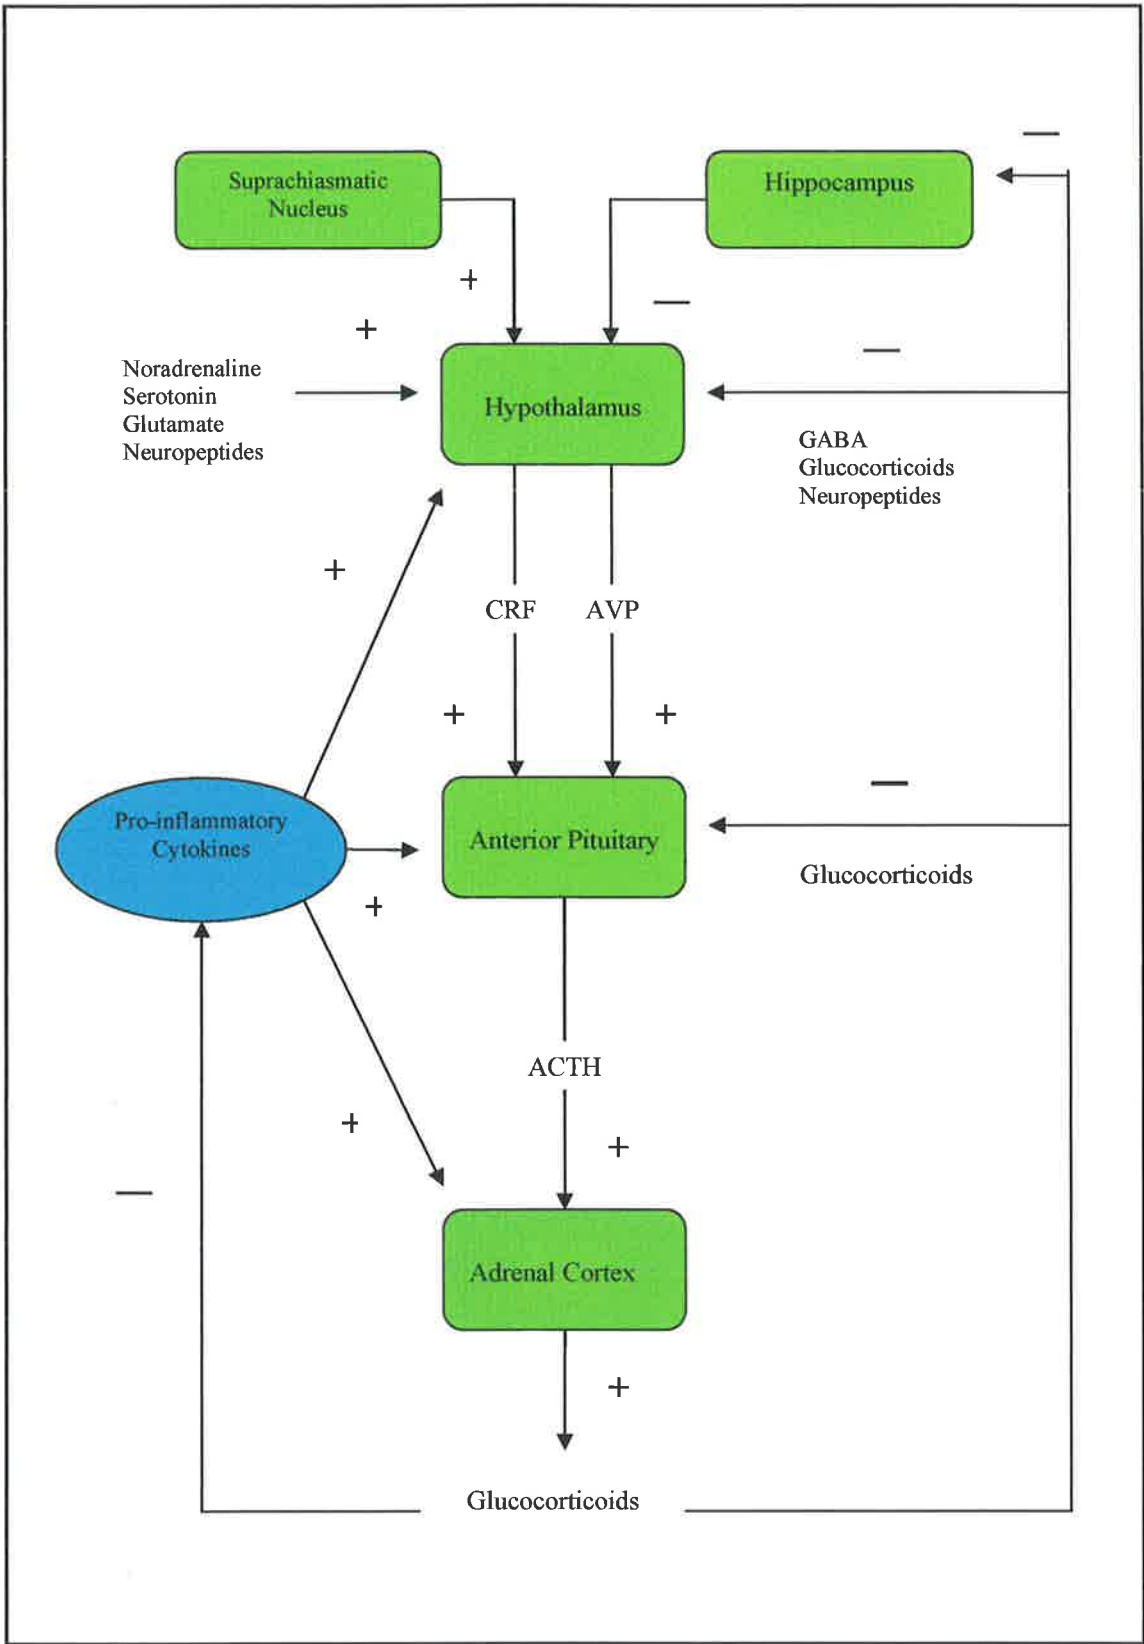 Suprachiasmatic
Nucleus
Hippocampus
—
+
—
+
—
Noradrenaline
Serotonin
Glutamate
Neuropeptides
Hypothalamus
GABA
Glucocorticoids
Neuropeptides
+
CRF
AVP
+
+
—
Pro-inflammatory
Cytokines
Anterior Pituitary
Glucocorticoids
+
ACTH
+
+
—
Adrenal Cortex
+
Glucocorticoids